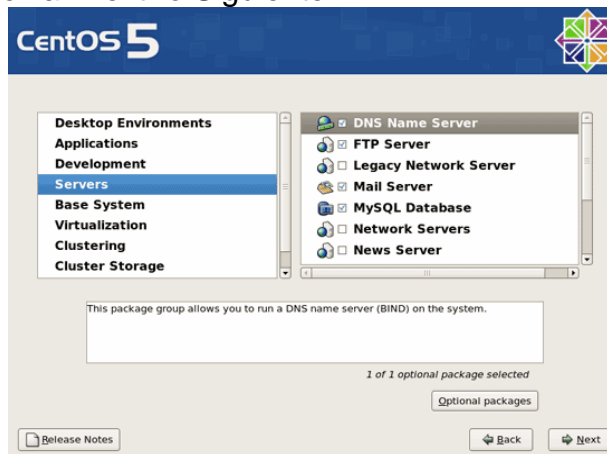 CentOS 5
Desktop Environments
Applications
Development
Servers
Base System
Virtualization
Clustering
Cluster Storage
DNS Name Server
FTP Server
Legacy Network Server
Mail Server
MySQL Database
Network Servers
News Server
This package group allows you to run a DNS name server (BIND) on the system.
1 of 1 optional package selected
Optional packages
Release Notes
Back
Next